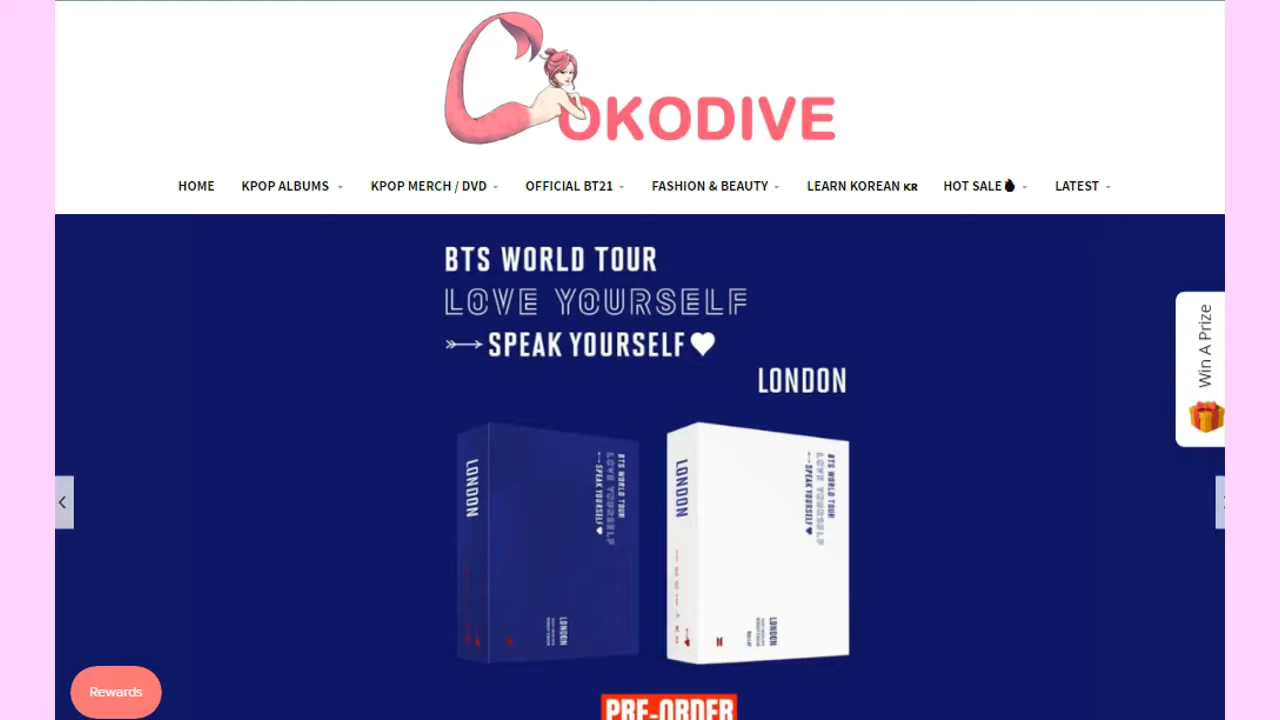 COKODIVE
HOME KPOP ALBUMS KPOP MERCH / DVD OFFICIAL BT21 FASHION & BEAUTY LEARN KOREAN KR HOT SALE LATEST
BTS WORLD TOUR
LOVE YOURSELF
SPEAK YOURSELF
LONDON
Win A Prize
LONDON
BTS WORLD TOUR
LOVE YOURSELF
SPEAK YOURSELF
LONDON
LONDON
BTS WORLD TOUR
LOVE YOURSELF
SPEAK YOURSELF
LONDON
Rewards
PRE-ORDER